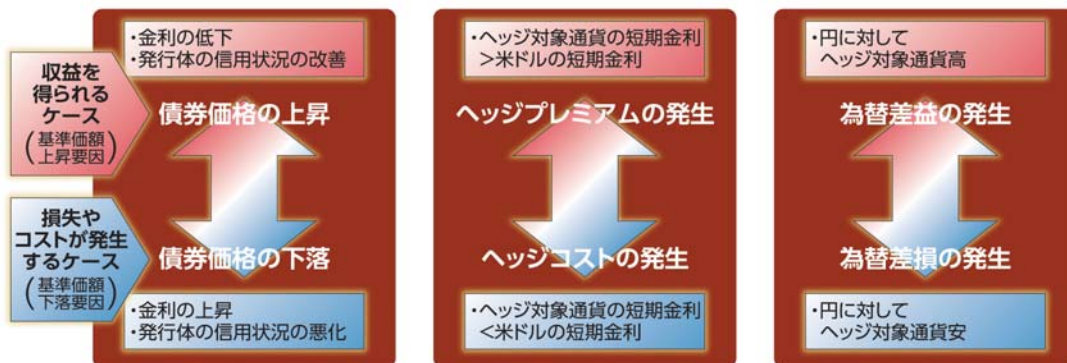 収益を
得られる
ケース
(基準価額
上昇要因)
・金利の低下
・発行体の信用状況の改善
債券価格の上昇
・ヘッジ対象通貨の短期金利
＞米ドルの短期金利
ヘッジプレミアムの発生
・円に対して
ヘッジ対象通貨高
為替差益の発生
損失や
コストが発生
するケース
(基準価額
下落要因)
債券価格の下落
・金利の上昇
・発行体の信用状況の悪化
ヘッジコストの発生
・ヘッジ対象通貨の短期金利
＜米ドルの短期金利
為替差損の発生
・円に対して
ヘッジ対象通貨安